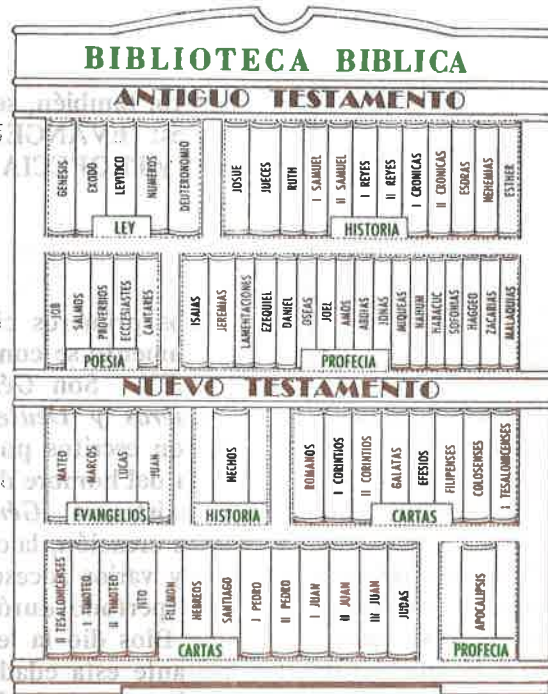 BIBLIOTECA BIBLICA
ANTIGUO TESTAMENTO
GENESIS
EXODO
LEVITICO
NUMEROS
DEUTERONOMIO
LEY
JOSUE
JUECES
RUTH
I SAMUEL
II SAMUEL
I REYES
II REYES
I CRONICAS
II CRONICAS
ESDRAS
NEHEMIAS
ESTHER
HISTORIA
JOB
SALMOS
PROVERBIOS
ECCLESIASTES
CANTARES
POESIA
ISAIAS
JEREMIAS
LAMENTACIONES
EZEQUIEL
DANIEL
OSEAS
JOEL
AMOS
ABDIAS
JONAS
MIQUEAS
NAHUM
HABACUC
SOFONIAS
HAGGEO
ZACARIAS
MALAQUIAS
PROFECIA
NUEVO TESTAMENTO
MATEO
MARCOS
LUCAS
JUAN
EVANGELIOS
HECHOS
HISTORIA
ROMANOS
I CORINTIOS
II CORINTIOS
GALATAS
EFESIOS
FILIPENSES
COLOSENSES
I TESALONICENSES
CARTAS
II TESALONICENSES
I TIMOTEO
II TIMOTEO
TITO
FILEMON
HEBREOS
SANTIAGO
I PEDRO
II PEDRO
I JUAN
II JUAN
III JUAN
JUDAS
CARTAS
APOCALIPSIS
PROFECIA